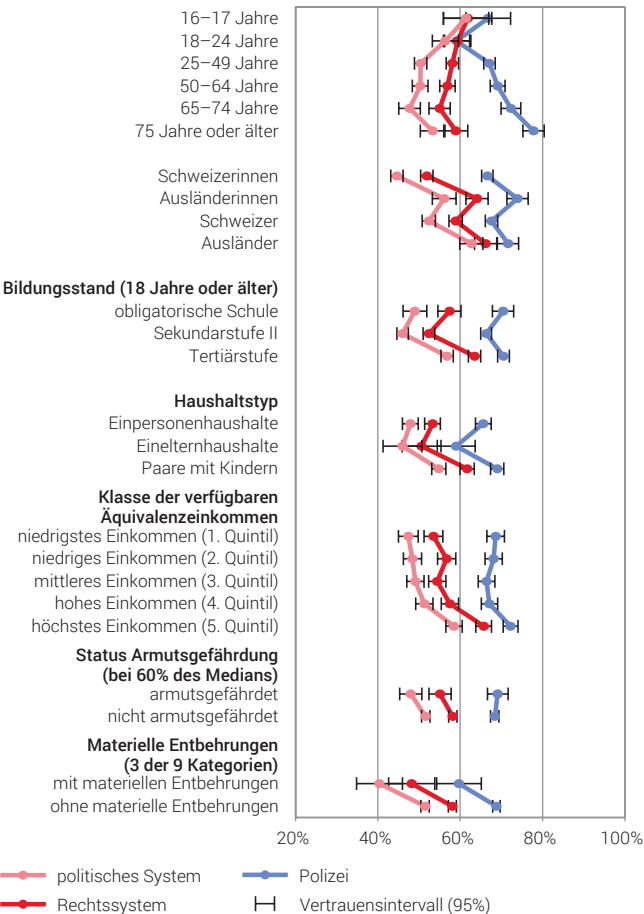 16–17 Jahre
18–24 Jahre
25–49 Jahre
50–64 Jahre
65–74 Jahre
75 Jahre oder älter
Schweizerinnen
Ausländerinnen
Schweizer
Ausländer
Bildungsstand (18 Jahre oder älter)
obligatorische Schule
Sekundarstufe II
Tertiärstufe
Haushaltstyp
Einpersonenhaushalte
Einelternhaushalte
Paare mit Kindern
Klasse der verfügbaren
Äquivalenzeinkommen
niedrigstes Einkommen (1. Quintil)
niedriges Einkommen (2. Quintil)
mittleres Einkommen (3. Quintil)
hohes Einkommen (4. Quintil)
höchstes Einkommen (5. Quintil)
Status Armutsgefährdung
(bei 60% des Medians)
armutsgefährdet
nicht armutsgefährdet
Materielle Entbehrungen
(3 der 9 Kategorien)
mit materiellen Entbehrungen
ohne materielle Entbehrungen
20% 40% 60% 80% 100%
politisches System Polizei
Rechtssystem Vertrauensintervall (95%)